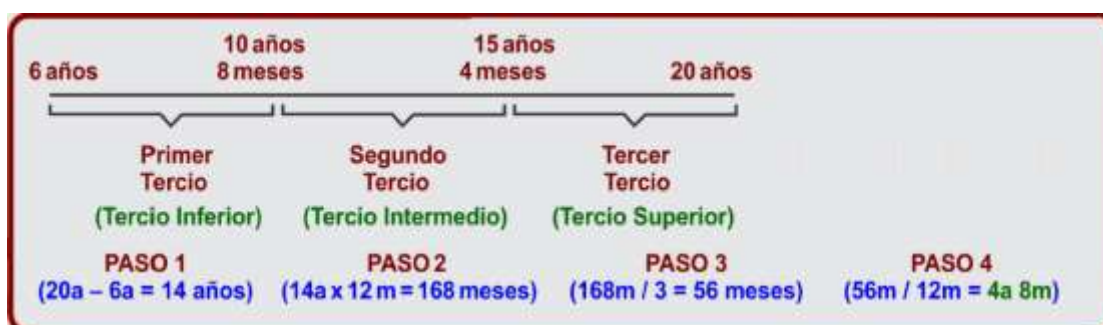 10 años
15 años
6 años
8 meses
4 meses
20 años
Primer
Tercio
(Tercio Inferior)
Segundo
Tercio
(Tercio Intermedio)
Tercer
Tercio
(Tercio Superior)
PASO 1
(20a – 6a = 14 años)
PASO 2
(14a x 12 m = 168 meses)
PASO 3
(168m / 3 = 56 meses)
PASO 4
(56m / 12m = 4a 8m)